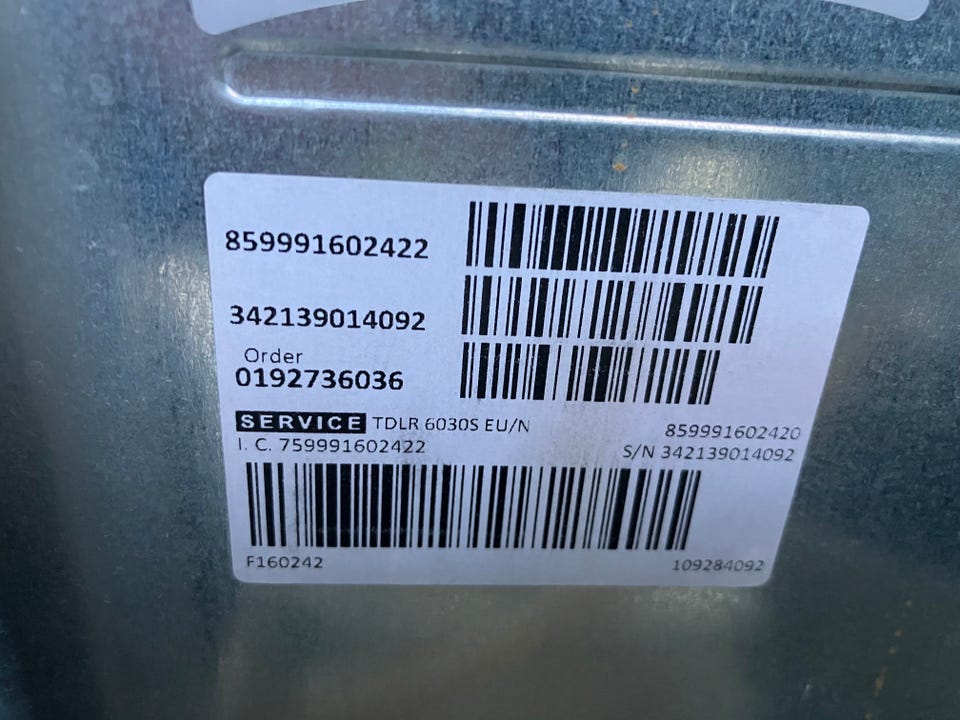 859991602422
342139014092
Order
0192736036
SERVICE TDLR 6030S EU/N 859991602420
I. C. 759991602422 S/N 342139014092
F160242 109284092